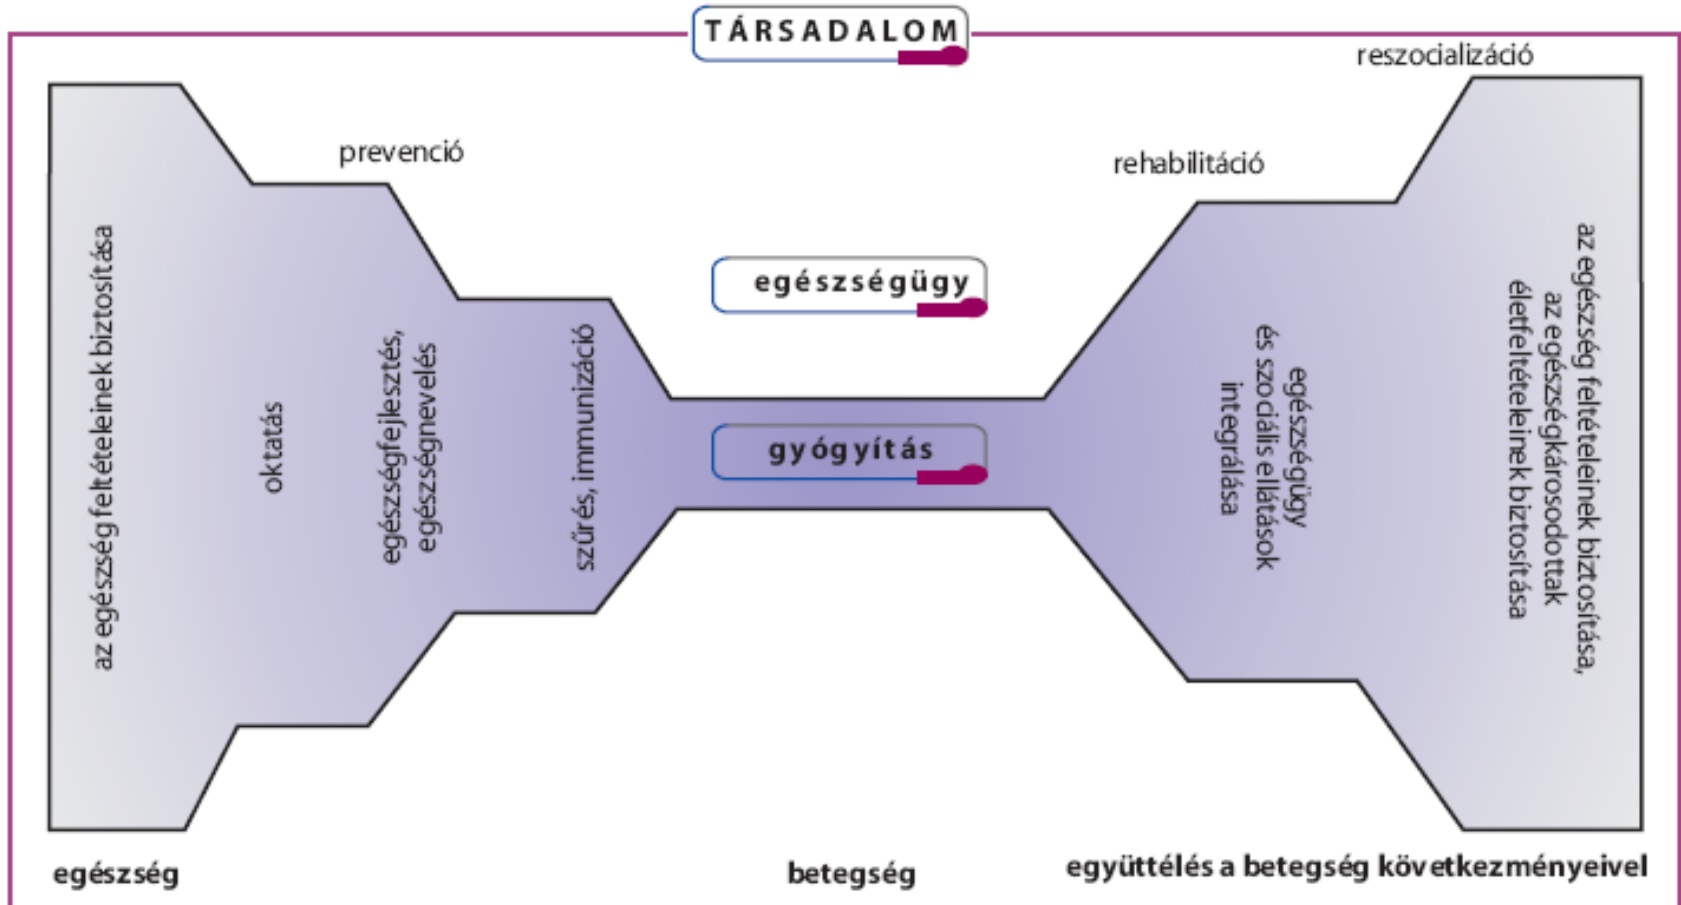 TÁRSADALOM
reszocializáció
prevenció
rehabilitáció
egészségügy
gyógyítás
az egészség feltételeinek biztosítása
oktatás
egészségfejlesztés,
egészségnevelés
szűrés, immunizáció
egészségügy
és szociális ellátások
integrálása
az egészség feltételeinek biztosítása,
az egészségkárosodottak
életfeltételeinek biztosítása
egészség
betegség
együttélés a betegség következményeivel